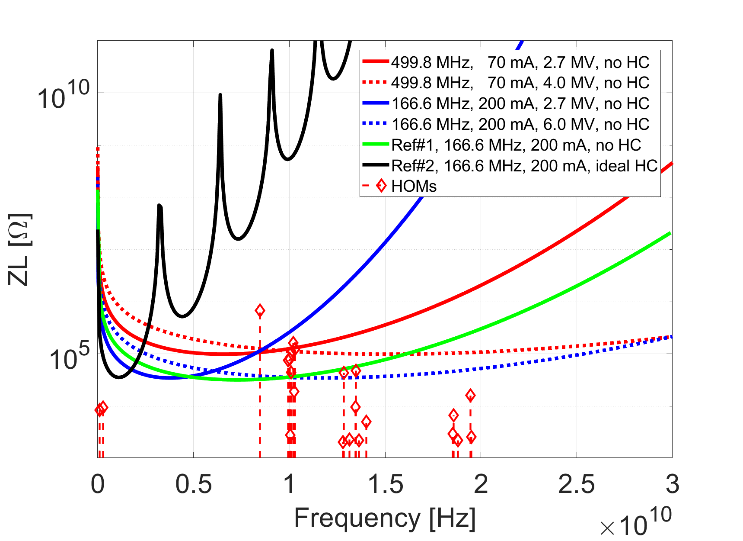 499.8 MHz, 70 mA, 2.7 MV, no HC
499.8 MHz, 70 mA, 4.0 MV, no HC
166.6 MHz, 200 mA, 2.7 MV, no HC
166.6 MHz, 200 mA, 6.0 MV, no HC
Ref#1, 166.6 MHz, 200 mA, no HC
Ref#2, 166.6 MHz, 200 mA, ideal HC
HOMs
10^10
10^5
ZL [Ω]
0 0.5 1 1.5 2 2.5 3
Frequency [Hz]
×10^10